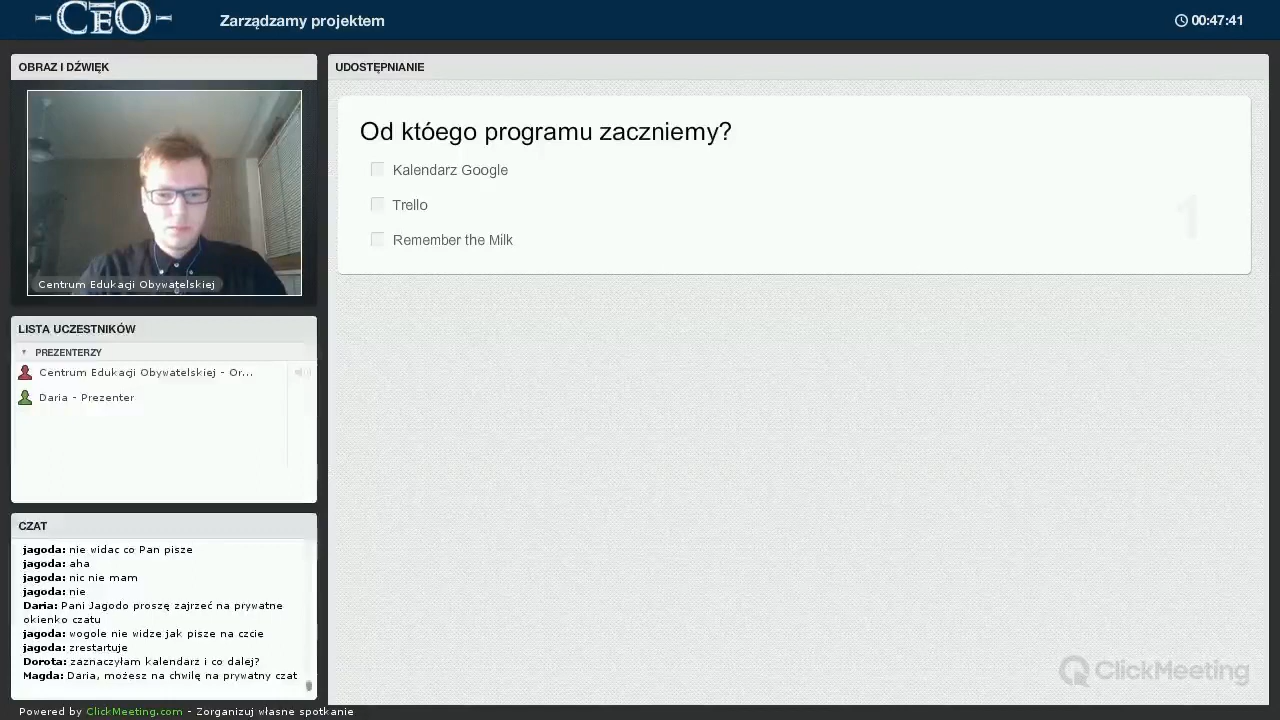 CEO
Zarządzamy projektem
00:47:41
OBRAZ I DŹWIĘK
Centrum Edukacji Obywatelskiej
LISTA UCZESTNIKÓW
PREZENTERZY
Centrum Edukacji Obywatelskiej - Or...
Daria - Prezenter
CZAT
jagoda: nie widac co Pan pisze
jagoda: aha
jagoda: nic nie mam
jagoda: nie
Daria: Pani Jagodo proszę zajrzeć na prywatne
okienko czatu
jagoda: wogole nie widze jak pisze na czcie
jagoda: zrestartuje
Dorota: zaznaczyłam kalendarz i co dalej?
Magda: Daria, możesz na chwilę na prywatny czat
UDOSTĘPNIANIE
Od któego programu zaczniemy?
Kalendarz Google
Trello
Remember the Milk
1
ClickMeeting
Powered by ClickMeeting.com - Zorganizuj własne spotkanie